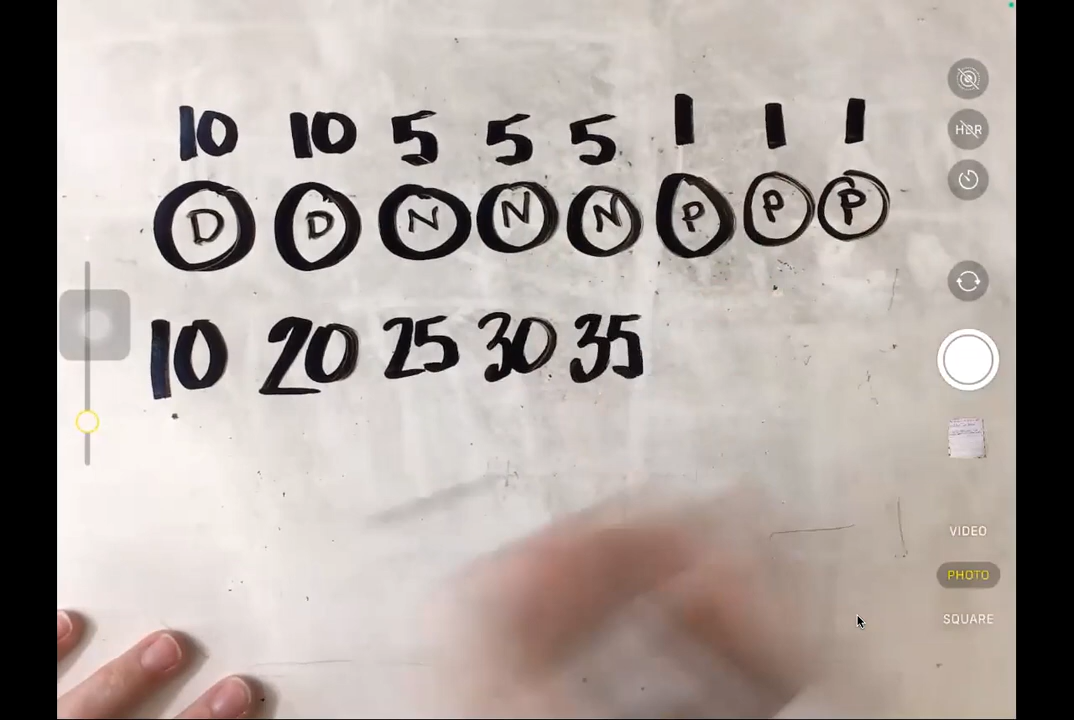 10 10 5 5 5 1 1 1
D D N N N P P P
10 20 25 30 35
HDR
VIDEO
PHOTO
SQUARE